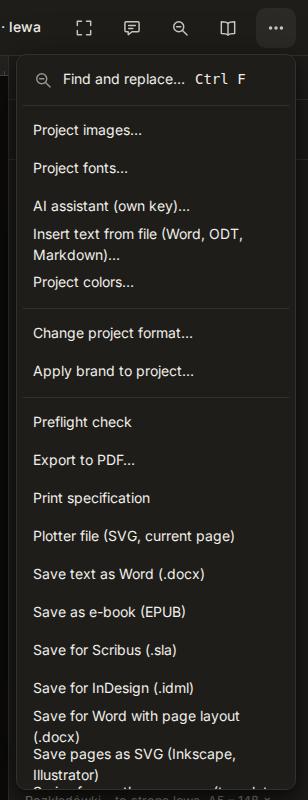 · lewa
Find and replace... Ctrl F
Project images...
Project fonts...
AI assistant (own key)...
Insert text from file (Word, ODT,
Markdown)...
Project colors...
Change project format...
Apply brand to project...
Preflight check
Export to PDF...
Print specification
Plotter file (SVG, current page)
Save text as Word (.docx)
Save as e-book (EPUB)
Save for Scribus (.sla)
Save for InDesign (.idml)
Save for Word with page layout
(.docx)
Save pages as SVG (Inkscape,
Illustrator)